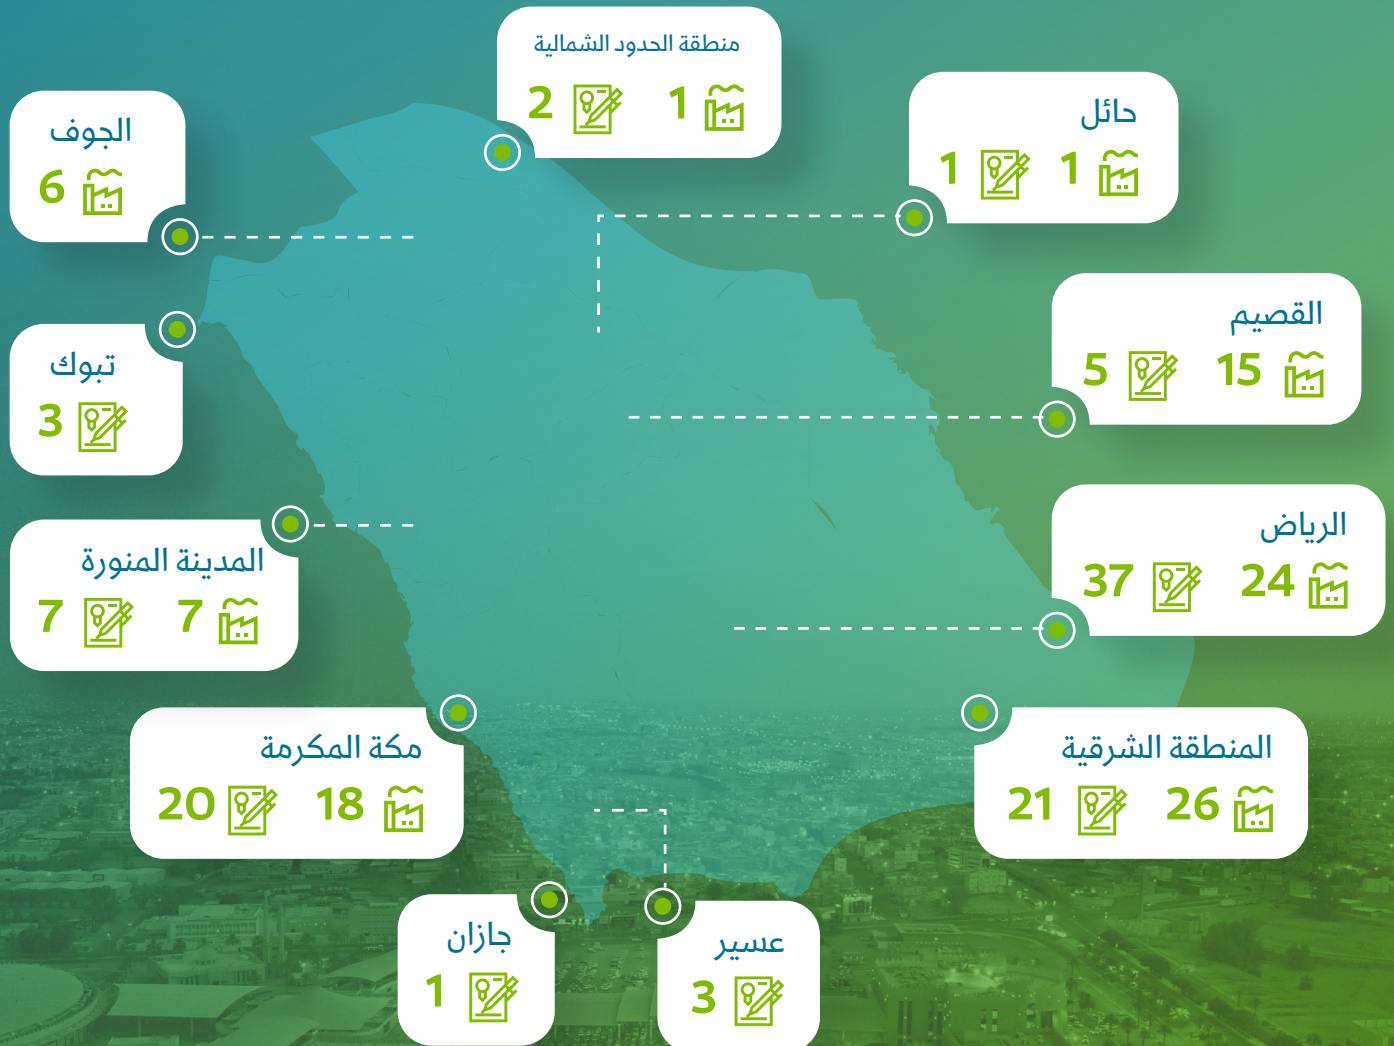 منطقة الحدود الشمالية
1 2
حائل
1 1
الجوف
6
القصيم
15 5
تبوك
3
الرياض
24 37
المدينة المنورة
7 7
المنطقة الشرقية
26 21
مكة المكرمة
18 20
عسير
3
جازان
1